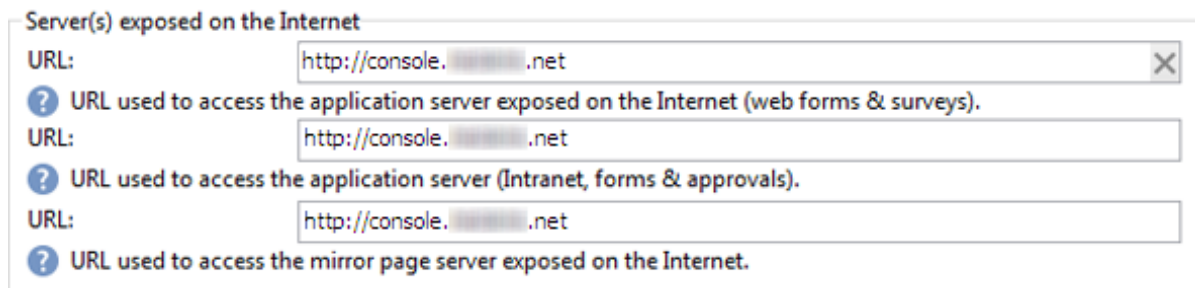 Server(s) exposed on the Internet
URL: http://console. .net
URL used to access the application server exposed on the Internet (web forms & surveys).
URL: http://console. .net
URL used to access the application server (Intranet, forms & approvals).
URL: http://console. .net
URL used to access the mirror page server exposed on the Internet.